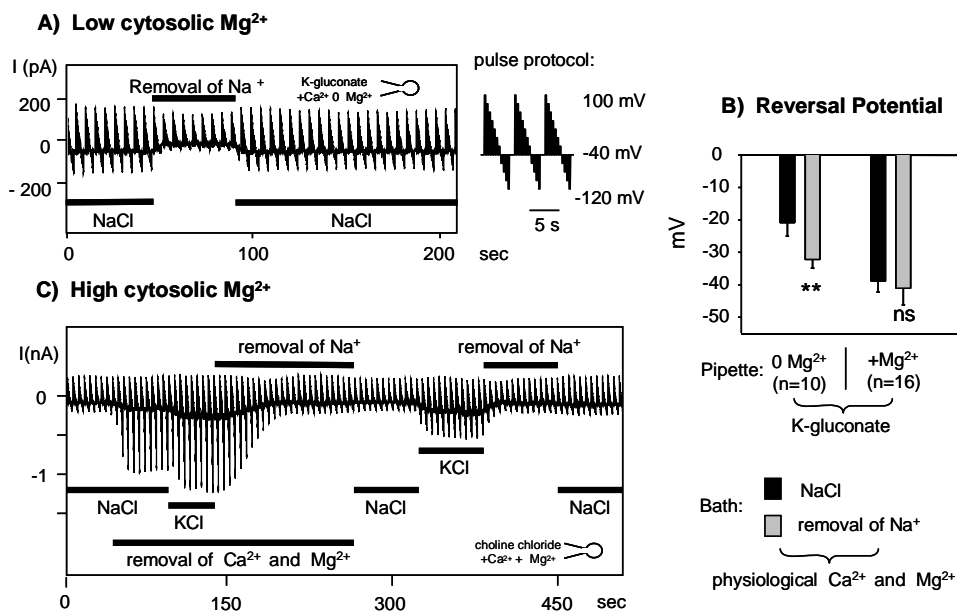 A) Low cytosolic Mg²⁺
I (pA)
200
0
- 200
Removal of Na⁺
K-gluconate
+Ca²⁺ 0 Mg²⁺
NaCl
NaCl
0
100
200
sec
pulse protocol:
100 mV
-40 mV
-120 mV
5 s
B) Reversal Potential
0
-10
-20
-30
-40
-50
mV
**
ns
Pipette: 0 Mg²⁺ +Mg²⁺
(n=10) (n=16)
K-gluconate
Bath:
NaCl
removal of Na⁺
physiological Ca²⁺ and Mg²⁺
C) High cytosolic Mg²⁺
I(nA)
0
-1
removal of Na⁺
removal of Na⁺
KCl
NaCl
KCl
NaCl
NaCl
removal of Ca²⁺ and Mg²⁺
choline chloride
+Ca²⁺ + Mg²⁺
0
150
300
450
sec